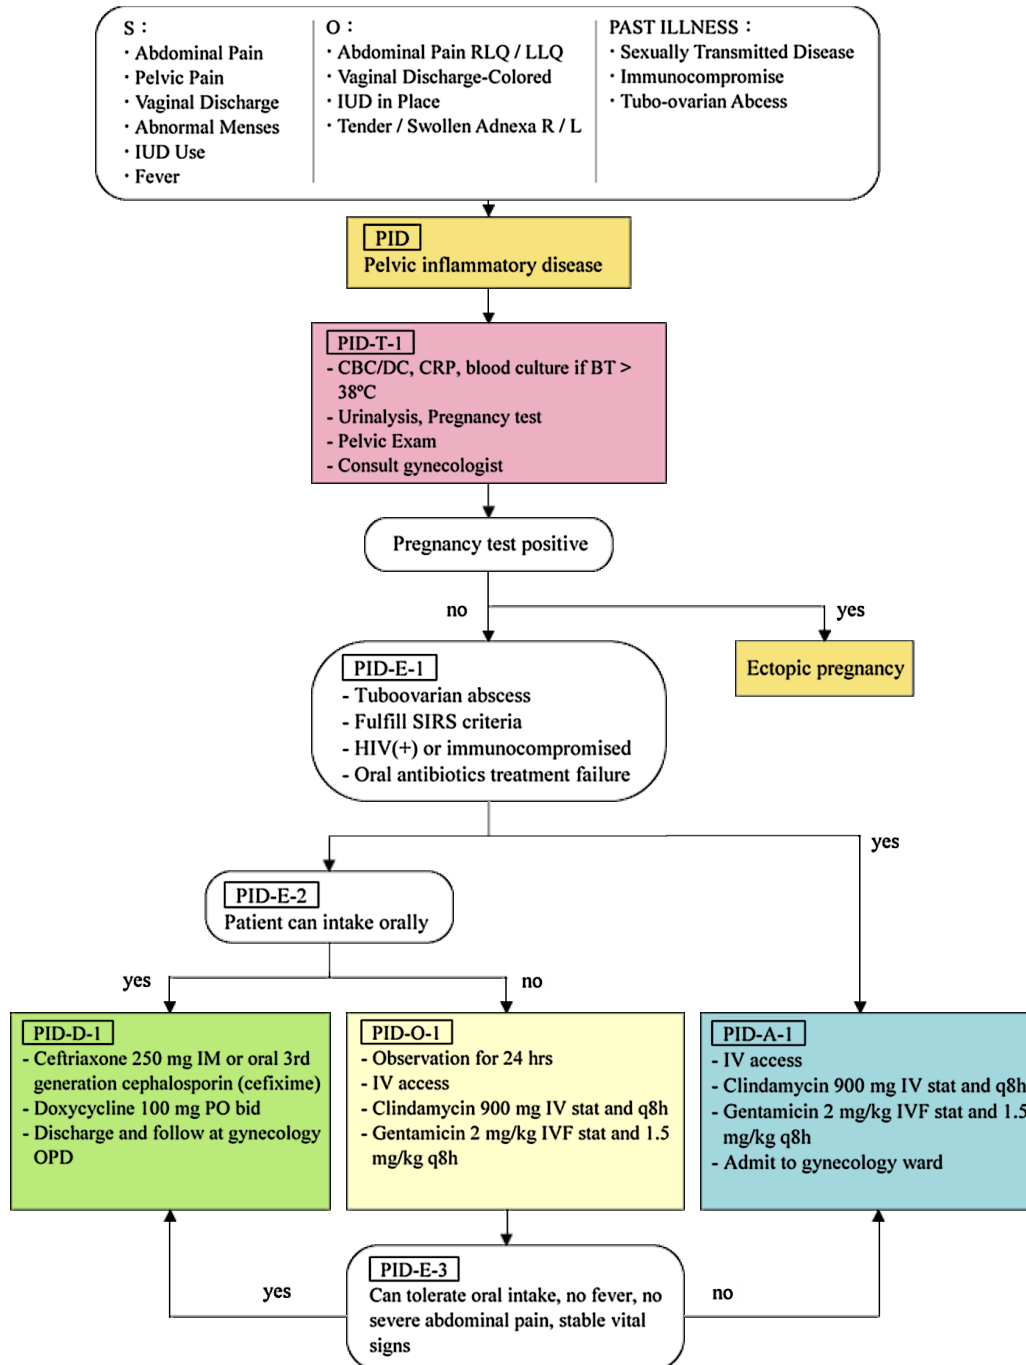 S：
· Abdominal Pain
· Pelvic Pain
· Vaginal Discharge
· Abnormal Menses
· IUD Use
· Fever
O：
· Abdominal Pain RLQ / LLQ
· Vaginal Discharge-Colored
· IUD in Place
· Tender / Swollen Adnexa R / L
PAST ILLNESS：
· Sexually Transmitted Disease
· Immunocompromise
· Tubo-ovarian Abcess
PID
Pelvic inflammatory disease
PID-T-1
- CBC/DC, CRP, blood culture if BT >
38ºC
- Urinalysis, Pregnancy test
- Pelvic Exam
- Consult gynecologist
Pregnancy test positive
no
yes
Ectopic pregnancy
PID-E-1
- Tuboovarian abscess
- Fulfill SIRS criteria
- HIV(+) or immunocompromised
- Oral antibiotics treatment failure
yes
PID-E-2
Patient can intake orally
yes
no
PID-D-1
- Ceftriaxone 250 mg IM or oral 3rd
generation cephalosporin (cefixime)
- Doxycycline 100 mg PO bid
- Discharge and follow at gynecology
OPD
PID-O-1
- Observation for 24 hrs
- IV access
- Clindamycin 900 mg IV stat and q8h
- Gentamicin 2 mg/kg IVF stat and 1.5
mg/kg q8h
PID-A-1
- IV access
- Clindamycin 900 mg IV stat and q8h
- Gentamicin 2 mg/kg IVF stat and 1.5
mg/kg q8h
- Admit to gynecology ward
yes
PID-E-3
Can tolerate oral intake, no fever, no
severe abdominal pain, stable vital
signs
no